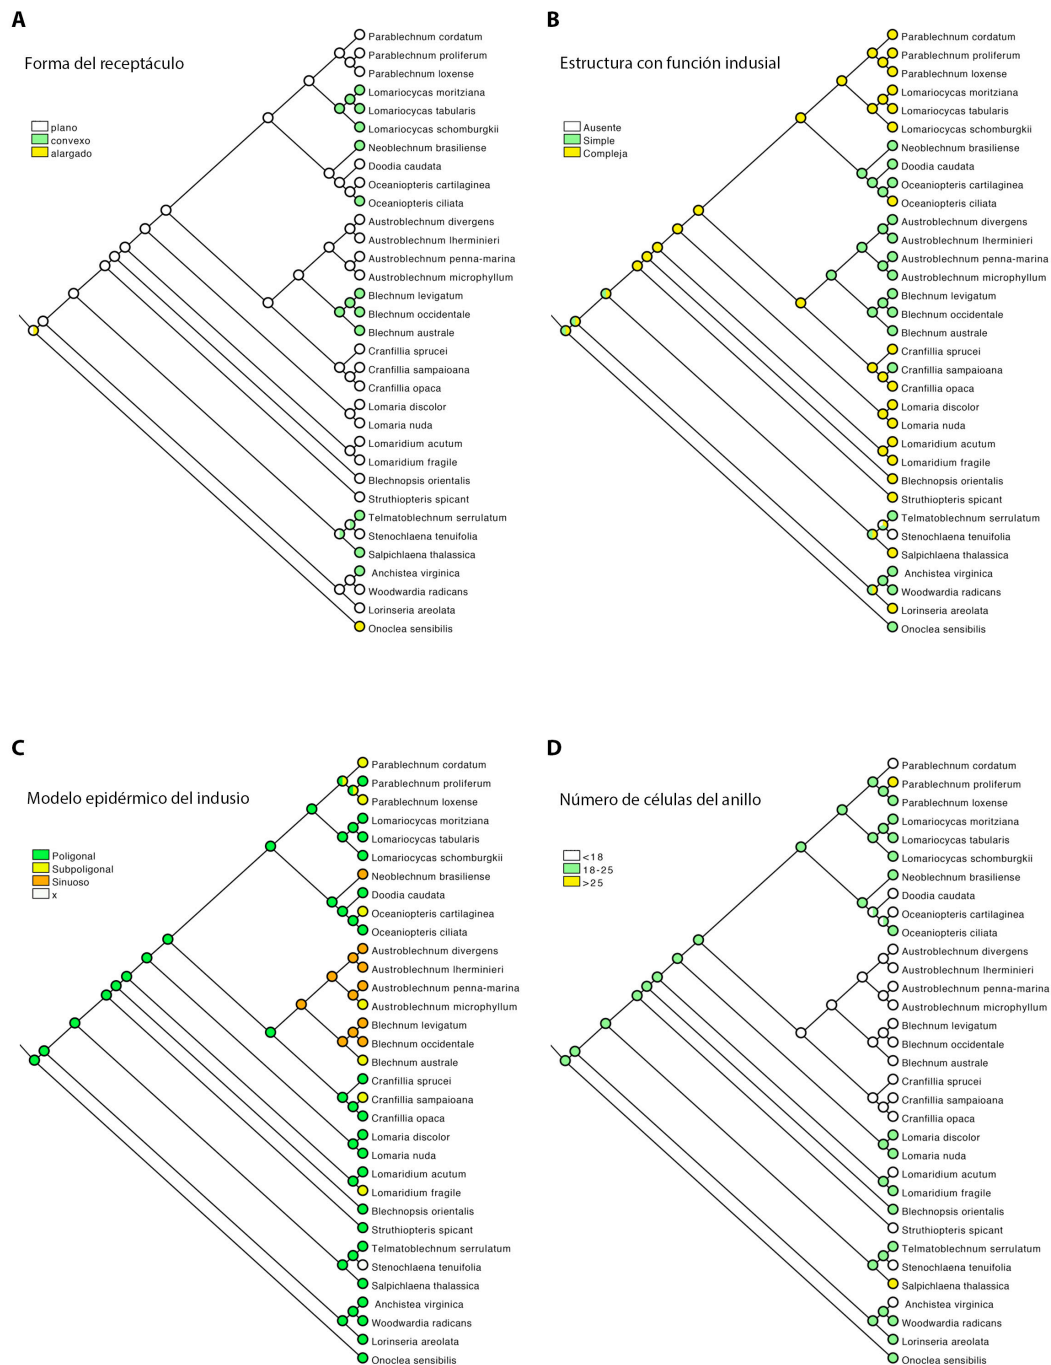 A
Forma del receptáculo
plano
convexo
alargado
Parablechnum cordatum
Parablechnum proliferum
Parablechnum loxense
Lomariocycas moritziana
Lomariocycas tabularis
Lomariocycas schomburgkii
Neoblechnum brasiliense
Doodia caudata
Oceaniopteris cartilaginea
Oceaniopteris ciliata
Austroblechnum divergens
Austroblechnum lherminieri
Austroblechnum penna-marina
Austroblechnum microphyllum
Blechnum levigatum
Blechnum occidentale
Blechnum australe
Cranfillia sprucei
Cranfillia sampaioana
Cranfillia opaca
Lomaria discolor
Lomaria nuda
Lomaridium acutum
Lomaridium fragile
Blechnopsis orientalis
Struthiopteris spicant
Telmatoblechnum serrulatum
Stenochlaena tenuifolia
Salpichlaena thalassica
Anchistea virginica
Woodwardia radicans
Lorinseria areolata
Onoclea sensibilis
B
Estructura con función indusial
Ausente
Simple
Compleja
Parablechnum cordatum
Parablechnum proliferum
Parablechnum loxense
Lomariocycas moritziana
Lomariocycas tabularis
Lomariocycas schomburgkii
Neoblechnum brasiliense
Doodia caudata
Oceaniopteris cartilaginea
Oceaniopteris ciliata
Austroblechnum divergens
Austroblechnum lherminieri
Austroblechnum penna-marina
Austroblechnum microphyllum
Blechnum levigatum
Blechnum occidentale
Blechnum australe
Cranfillia sprucei
Cranfillia sampaioana
Cranfillia opaca
Lomaria discolor
Lomaria nuda
Lomaridium acutum
Lomaridium fragile
Blechnopsis orientalis
Struthiopteris spicant
Telmatoblechnum serrulatum
Stenochlaena tenuifolia
Salpichlaena thalassica
Anchistea virginica
Woodwardia radicans
Lorinseria areolata
Onoclea sensibilis
C
Modelo epidérmico del indusio
Poligonal
Subpoligonal
Sinuoso
x
Parablechnum cordatum
Parablechnum proliferum
Parablechnum loxense
Lomariocycas moritziana
Lomariocycas tabularis
Lomariocycas schomburgkii
Neoblechnum brasiliense
Doodia caudata
Oceaniopteris cartilaginea
Oceaniopteris ciliata
Austroblechnum divergens
Austroblechnum lherminieri
Austroblechnum penna-marina
Austroblechnum microphyllum
Blechnum levigatum
Blechnum occidentale
Blechnum australe
Cranfillia sprucei
Cranfillia sampaioana
Cranfillia opaca
Lomaria discolor
Lomaria nuda
Lomaridium acutum
Lomaridium fragile
Blechnopsis orientalis
Struthiopteris spicant
Telmatoblechnum serrulatum
Stenochlaena tenuifolia
Salpichlaena thalassica
Anchistea virginica
Woodwardia radicans
Lorinseria areolata
Onoclea sensibilis
D
Número de células del anillo
<18
18-25
>25
Parablechnum cordatum
Parablechnum proliferum
Parablechnum loxense
Lomariocycas moritziana
Lomariocycas tabularis
Lomariocycas schomburgkii
Neoblechnum brasiliense
Doodia caudata
Oceaniopteris cartilaginea
Oceaniopteris ciliata
Austroblechnum divergens
Austroblechnum lherminieri
Austroblechnum penna-marina
Austroblechnum microphyllum
Blechnum levigatum
Blechnum occidentale
Blechnum australe
Cranfillia sprucei
Cranfillia sampaioana
Cranfillia opaca
Lomaria discolor
Lomaria nuda
Lomaridium acutum
Lomaridium fragile
Blechnopsis orientalis
Struthiopteris spicant
Telmatoblechnum serrulatum
Stenochlaena tenuifolia
Salpichlaena thalassica
Anchistea virginica
Woodwardia radicans
Lorinseria areolata
Onoclea sensibilis